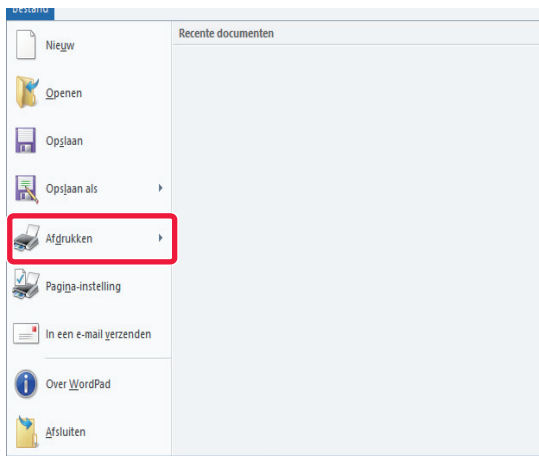 Bestand
Recente documenten
Nieuw
Openen
Opslaan
Opslaan als
Afdrukken
Pagina-instelling
In een e-mail verzenden
Over WordPad
Afsluiten